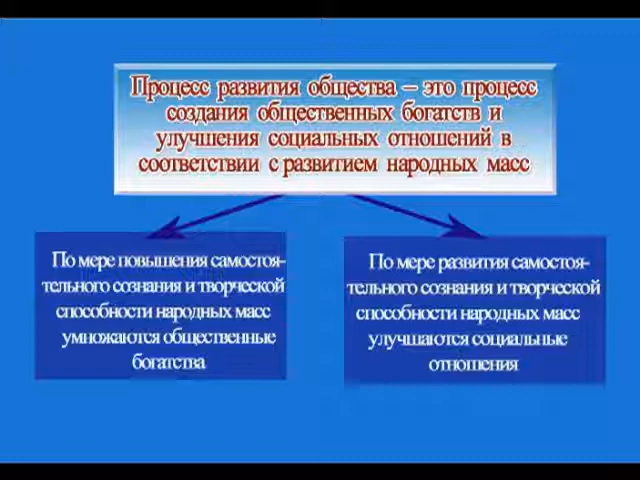 Процесс развития общества – это процесс
создания общественных богатств и
улучшения социальных отношений в
соответствии с развитием народных масс
По мере повышения самостоя-
тельного сознания и творческой
способности народных масс
умножаются общественные
богатства
По мере развития самостоя-
тельного сознания и творческой
способности народных масс
улучшаются социальные
отношения